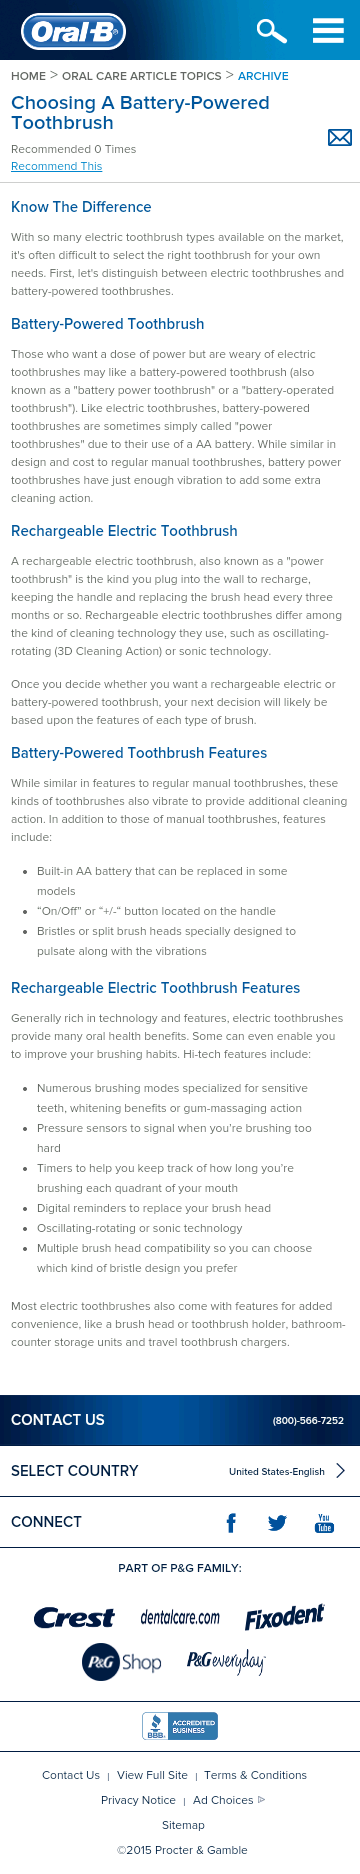 Oral-B
HOME > ORAL CARE ARTICLE TOPICS > ARCHIVE
Choosing A Battery-Powered
Toothbrush
Recommended 0 Times
Recommend This
Know The Difference
With so many electric toothbrush types available on the market,
it's often difficult to select the right toothbrush for your own
needs. First, let's distinguish between electric toothbrushes and
battery-powered toothbrushes.
Battery-Powered Toothbrush
Those who want a dose of power but are weary of electric
toothbrushes may like a battery-powered toothbrush (also
known as a "battery power toothbrush" or a "battery-operated
toothbrush"). Like electric toothbrushes, battery-powered
toothbrushes are sometimes simply called "power
toothbrushes" due to their use of a AA battery. While similar in
design and cost to regular manual toothbrushes, battery power
toothbrushes have just enough vibration to add some extra
cleaning action.
Rechargeable Electric Toothbrush
A rechargeable electric toothbrush, also known as a "power
toothbrush" is the kind you plug into the wall to recharge,
keeping the handle and replacing the brush head every three
months or so. Rechargeable electric toothbrushes differ among
the kind of cleaning technology they use, such as oscillating-
rotating (3D Cleaning Action) or sonic technology.
Once you decide whether you want a rechargeable electric or
battery-powered toothbrush, your next decision will likely be
based upon the features of each type of brush.
Battery-Powered Toothbrush Features
While similar in features to regular manual toothbrushes, these
kinds of toothbrushes also vibrate to provide additional cleaning
action. In addition to those of manual toothbrushes, features
include:
• Built-in AA battery that can be replaced in some
models
• “On/Off” or “+/-“ button located on the handle
• Bristles or split brush heads specially designed to
pulsate along with the vibrations
Rechargeable Electric Toothbrush Features
Generally rich in technology and features, electric toothbrushes
provide many oral health benefits. Some can even enable you
to improve your brushing habits. Hi-tech features include:
• Numerous brushing modes specialized for sensitive
teeth, whitening benefits or gum-massaging action
• Pressure sensors to signal when you’re brushing too
hard
• Timers to help you keep track of how long you’re
brushing each quadrant of your mouth
• Digital reminders to replace your brush head
• Oscillating-rotating or sonic technology
• Multiple brush head compatibility so you can choose
which kind of bristle design you prefer
Most electric toothbrushes also come with features for added
convenience, like a brush head or toothbrush holder, bathroom-
counter storage units and travel toothbrush chargers.
CONTACT US (800)-566-7252
SELECT COUNTRY United States-English
CONNECT You Tube
PART OF P&G FAMILY:
Crest dentalcare.com Fixodent
P&G Shop P&G everyday
BBB. ACCREDITED BUSINESS
Contact Us | View Full Site | Terms & Conditions
Privacy Notice | Ad Choices
Sitemap
©2015 Procter & Gamble